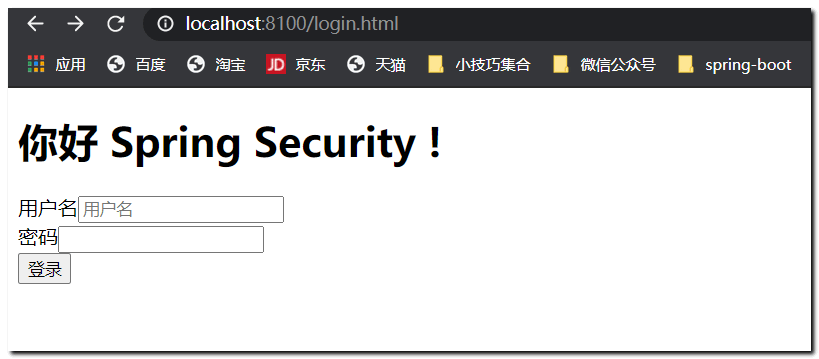 localhost:8100/login.html
应用 百度 淘宝 JD 京东 天猫 小技巧集合 微信公众号 spring-boot
你好 Spring Security！
用户名 用户名
密码
登录